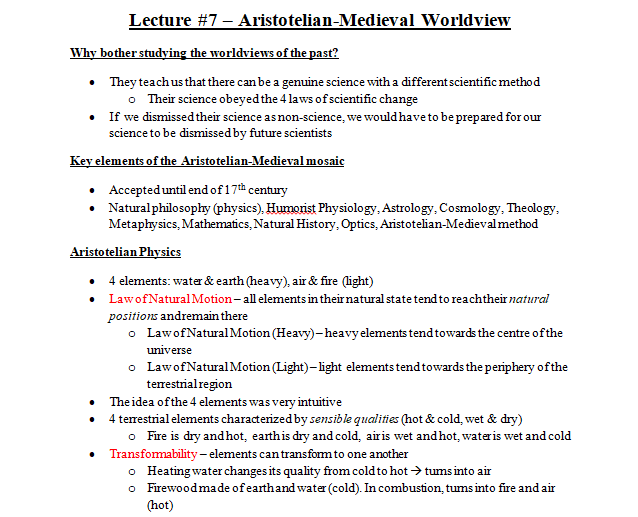 Lecture #7 – Aristotelian-Medieval Worldview
Why bother studying the worldviews of the past?
• They teach us that there can be a genuine science with a different scientific method
o Their science obeyed the 4 laws of scientific change
• If we dismissed their science as non-science, we would have to be prepared for our
science to be dismissed by future scientists
Key elements of the Aristotelian-Medieval mosaic
• Accepted until end of 17th century
• Natural philosophy (physics), Humorist Physiology, Astrology, Cosmology, Theology,
Metaphysics, Mathematics, Natural History, Optics, Aristotelian-Medieval method
Aristotelian Physics
• 4 elements: water & earth (heavy), air & fire (light)
• Law of Natural Motion – all elements in their natural state tend to reach their natural
positions and remain there
o Law of Natural Motion (Heavy) – heavy elements tend towards the centre of the
universe
o Law of Natural Motion (Light) – light elements tend towards the periphery of the
terrestrial region
• The idea of the 4 elements was very intuitive
• 4 terrestrial elements characterized by sensible qualities (hot & cold, wet & dry)
o Fire is dry and hot, earth is dry and cold, air is wet and hot, water is wet and cold
• Transformability – elements can transform to one another
o Heating water changes its quality from cold to hot → turns into air
o Firewood made of earth and water (cold). In combustion, turns into fire and air
(hot)